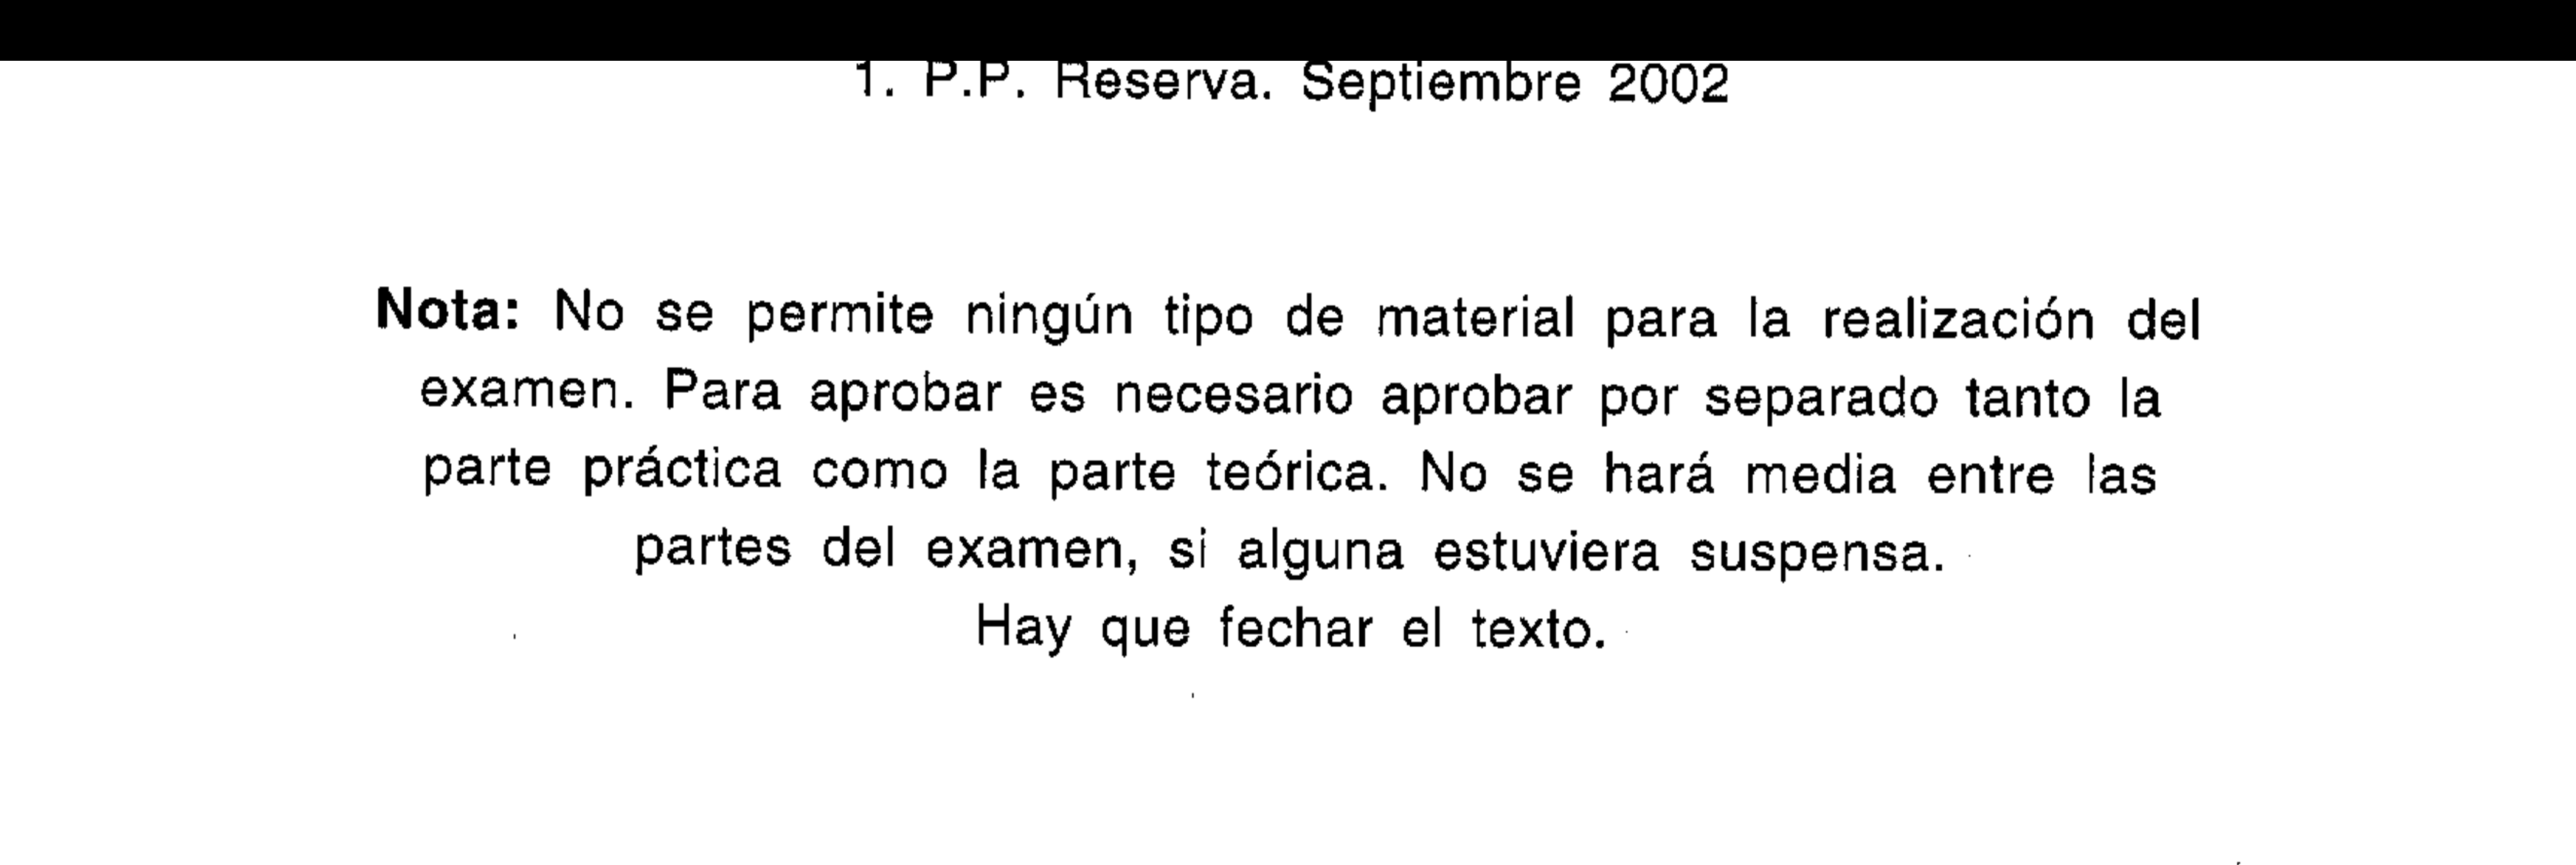 1. P.P. Reserva. Septiembre 2002
Nota: No se permite ningún tipo de material para la realización del
examen. Para aprobar es necesario aprobar por separado tanto la
parte práctica como la parte teórica. No se hará media entre las
partes del examen, si alguna estuviera suspensa.
Hay que fechar el texto.